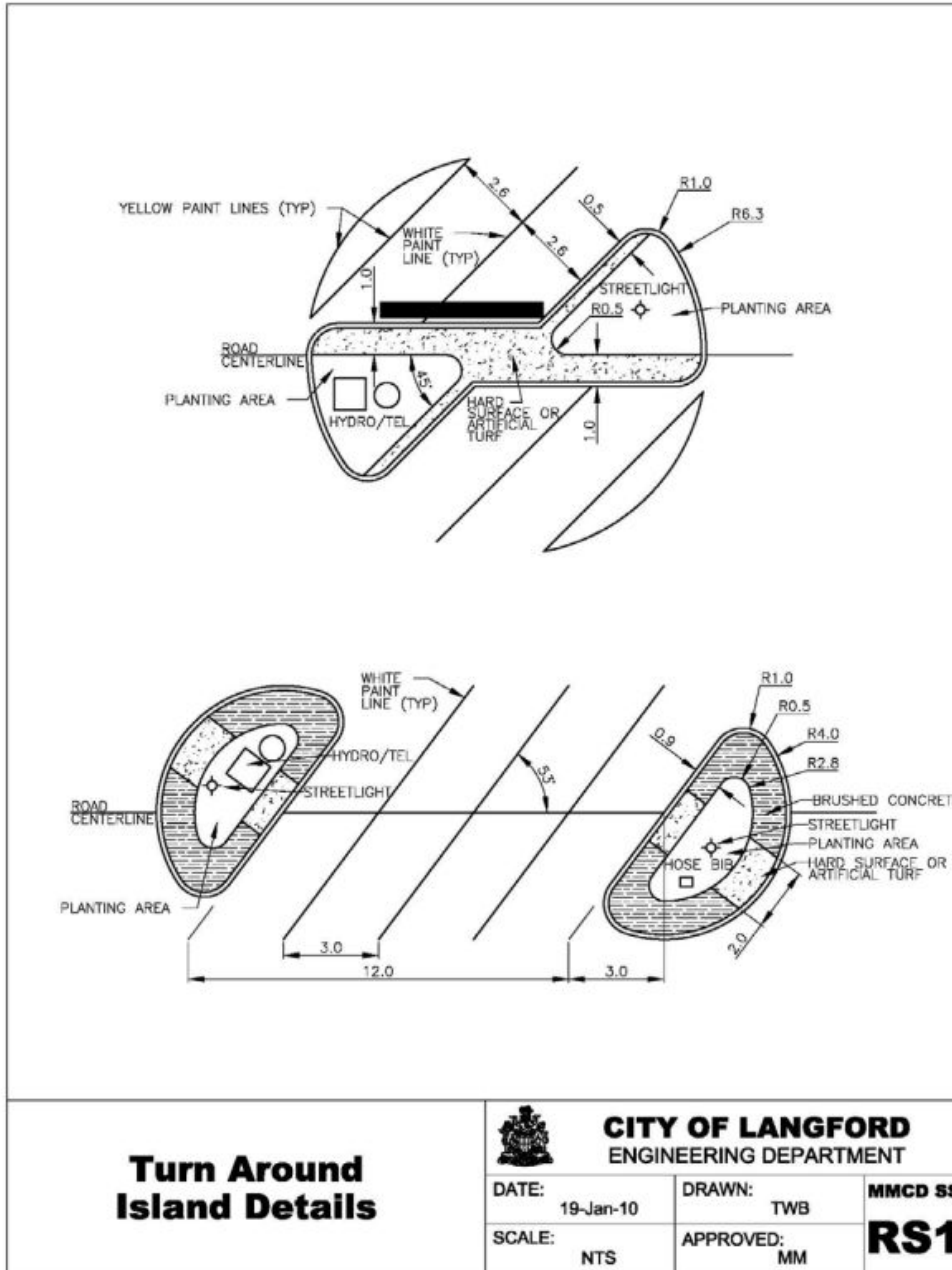 2.6
R1.0
YELLOW PAINT LINES (TYP)
0.5
R6.3
WHITE
PAINT
LINE (TYP)
2.6
1.0
STREETLIGHT
R0.5
PLANTING AREA
ROAD
CENTERLINE
45°
PLANTING AREA
HARD
SURFACE OR
ARTIFICIAL
TURF
HYDRO/TEL
1.0
WHITE
PAINT
LINE (TYP)
R1.0
R0.5
0.9
R4.0
HYDRO/TEL
53°
R2.8
STREETLIGHT
BRUSHED CONCRET
ROAD
CENTERLINE
STREETLIGHT
PLANTING AREA
HOSE BIB
HARD SURFACE OR
ARTIFICIAL TURF
PLANTING AREA
2.0
3.0
12.0
3.0
Turn Around
Island Details
CITY OF LANGFORD
ENGINEERING DEPARTMENT
DATE:
19-Jan-10
DRAWN:
TWB
MMCD SS
SCALE:
NTS
APPROVED:
MM
RS1